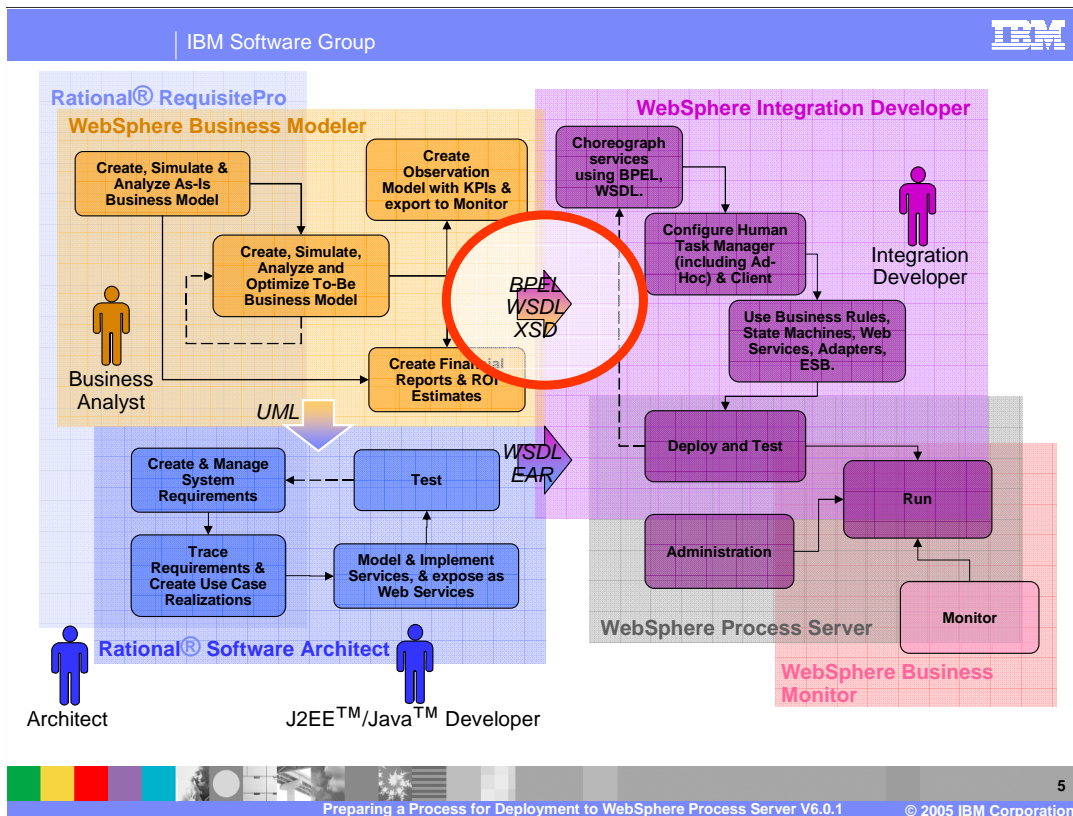 IBM Software Group
IBM
Rational® RequisitePro
WebSphere Business Modeler
Create, Simulate &
Analyze As-Is
Business Model
Create
Observation
Model with KPIs &
export to Monitor
Create, Simulate,
Analyze and
Optimize To-Be
Business Model
Create Financial
Reports & ROI
Estimates
Business
Analyst
UML
BPEL
WSDL
XSD
WebSphere Integration Developer
Choreograph
services
using BPEL,
WSDL.
Configure Human
Task Manager
(including Ad-
Hoc) & Client
Use Business Rules,
State Machines, Web
Services, Adapters,
ESB.
Integration
Developer
Deploy and Test
Run
Administration
Monitor
WebSphere Process Server
WebSphere Business
Monitor
WSDL
EAR
Create & Manage
System
Requirements
Test
Trace
Requirements &
Create Use Case
Realizations
Model & Implement
Services, & expose as
Web Services
Rational® Software Architect
Architect
J2EE™/Java™ Developer
5
Preparing a Process for Deployment to WebSphere Process Server V6.0.1
© 2005 IBM Corporation